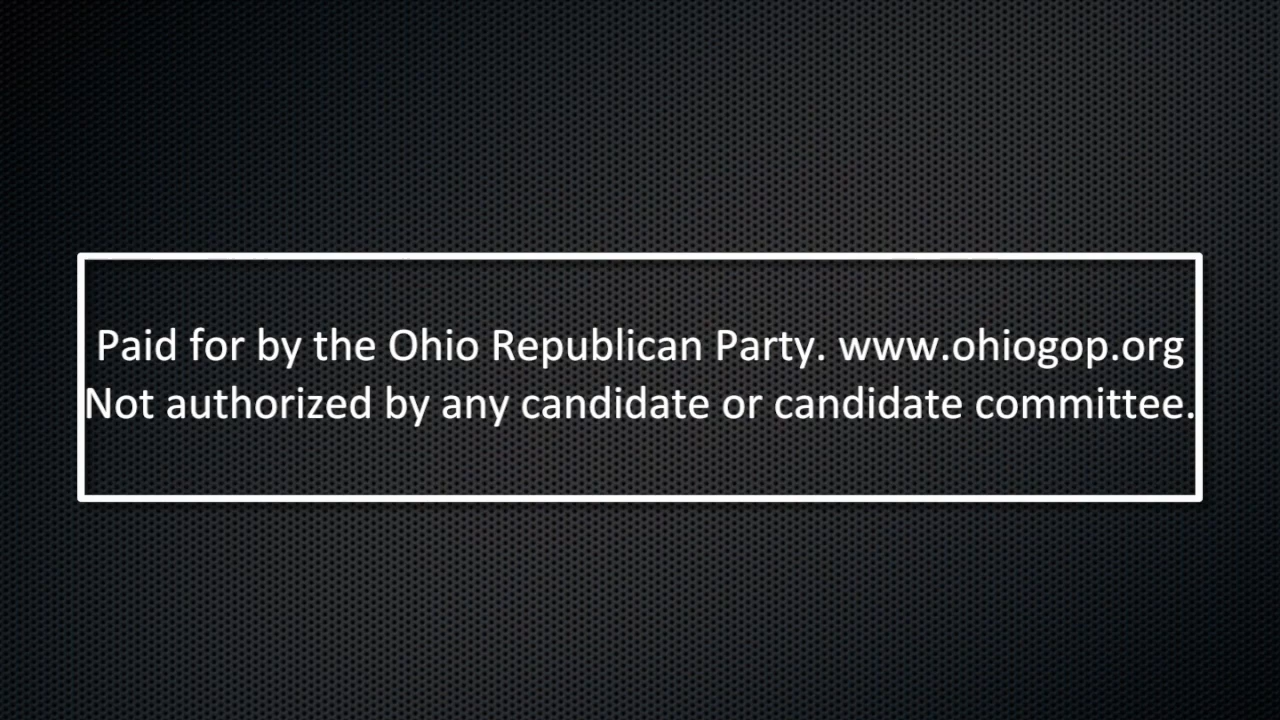 Paid for by the Ohio Republican Party. www.ohiogop.org
Not authorized by any candidate or candidate committee.